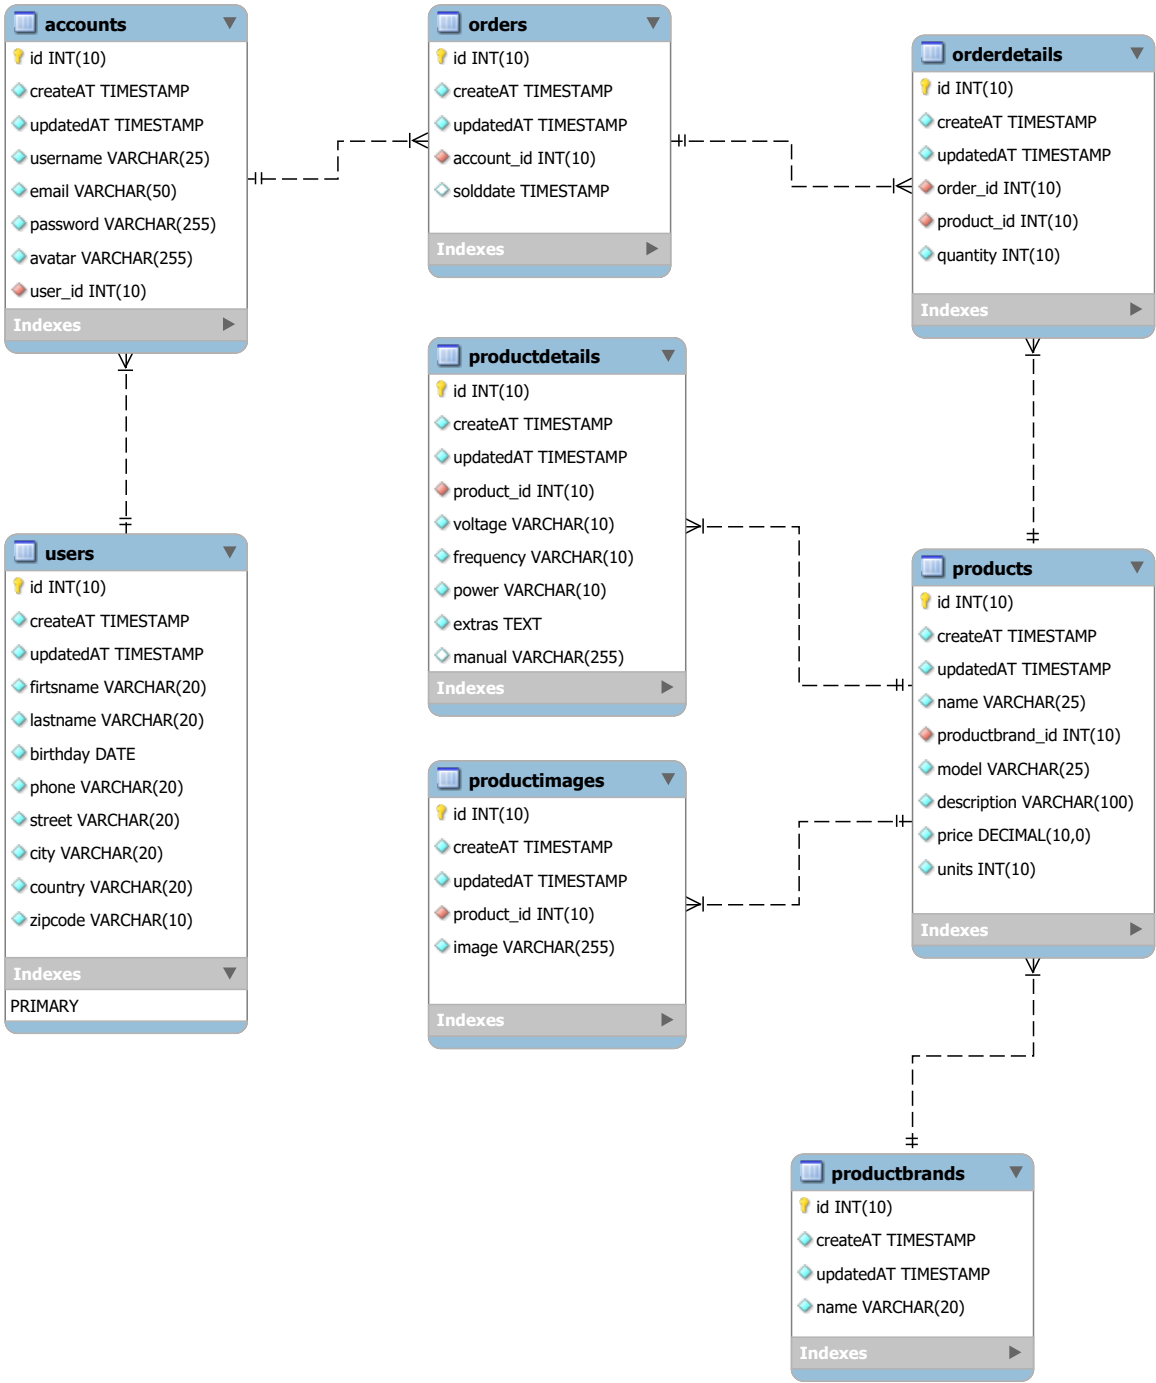 accounts
id INT(10)
createAT TIMESTAMP
updatedAT TIMESTAMP
username VARCHAR(25)
email VARCHAR(50)
password VARCHAR(255)
avatar VARCHAR(255)
user_id INT(10)
Indexes
orders
id INT(10)
createAT TIMESTAMP
updatedAT TIMESTAMP
account_id INT(10)
solddate TIMESTAMP
Indexes
orderdetails
id INT(10)
createAT TIMESTAMP
updatedAT TIMESTAMP
order_id INT(10)
product_id INT(10)
quantity INT(10)
Indexes
productdetails
id INT(10)
createAT TIMESTAMP
updatedAT TIMESTAMP
product_id INT(10)
voltage VARCHAR(10)
frequency VARCHAR(10)
power VARCHAR(10)
extras TEXT
manual VARCHAR(255)
Indexes
users
id INT(10)
createAT TIMESTAMP
updatedAT TIMESTAMP
firtsname VARCHAR(20)
lastname VARCHAR(20)
birthday DATE
phone VARCHAR(20)
street VARCHAR(20)
city VARCHAR(20)
country VARCHAR(20)
zipcode VARCHAR(10)
Indexes
PRIMARY
products
id INT(10)
createAT TIMESTAMP
updatedAT TIMESTAMP
name VARCHAR(25)
productbrand_id INT(10)
model VARCHAR(25)
description VARCHAR(100)
price DECIMAL(10,0)
units INT(10)
Indexes
productimages
id INT(10)
createAT TIMESTAMP
updatedAT TIMESTAMP
product_id INT(10)
image VARCHAR(255)
Indexes
productbrands
id INT(10)
createAT TIMESTAMP
updatedAT TIMESTAMP
name VARCHAR(20)
Indexes